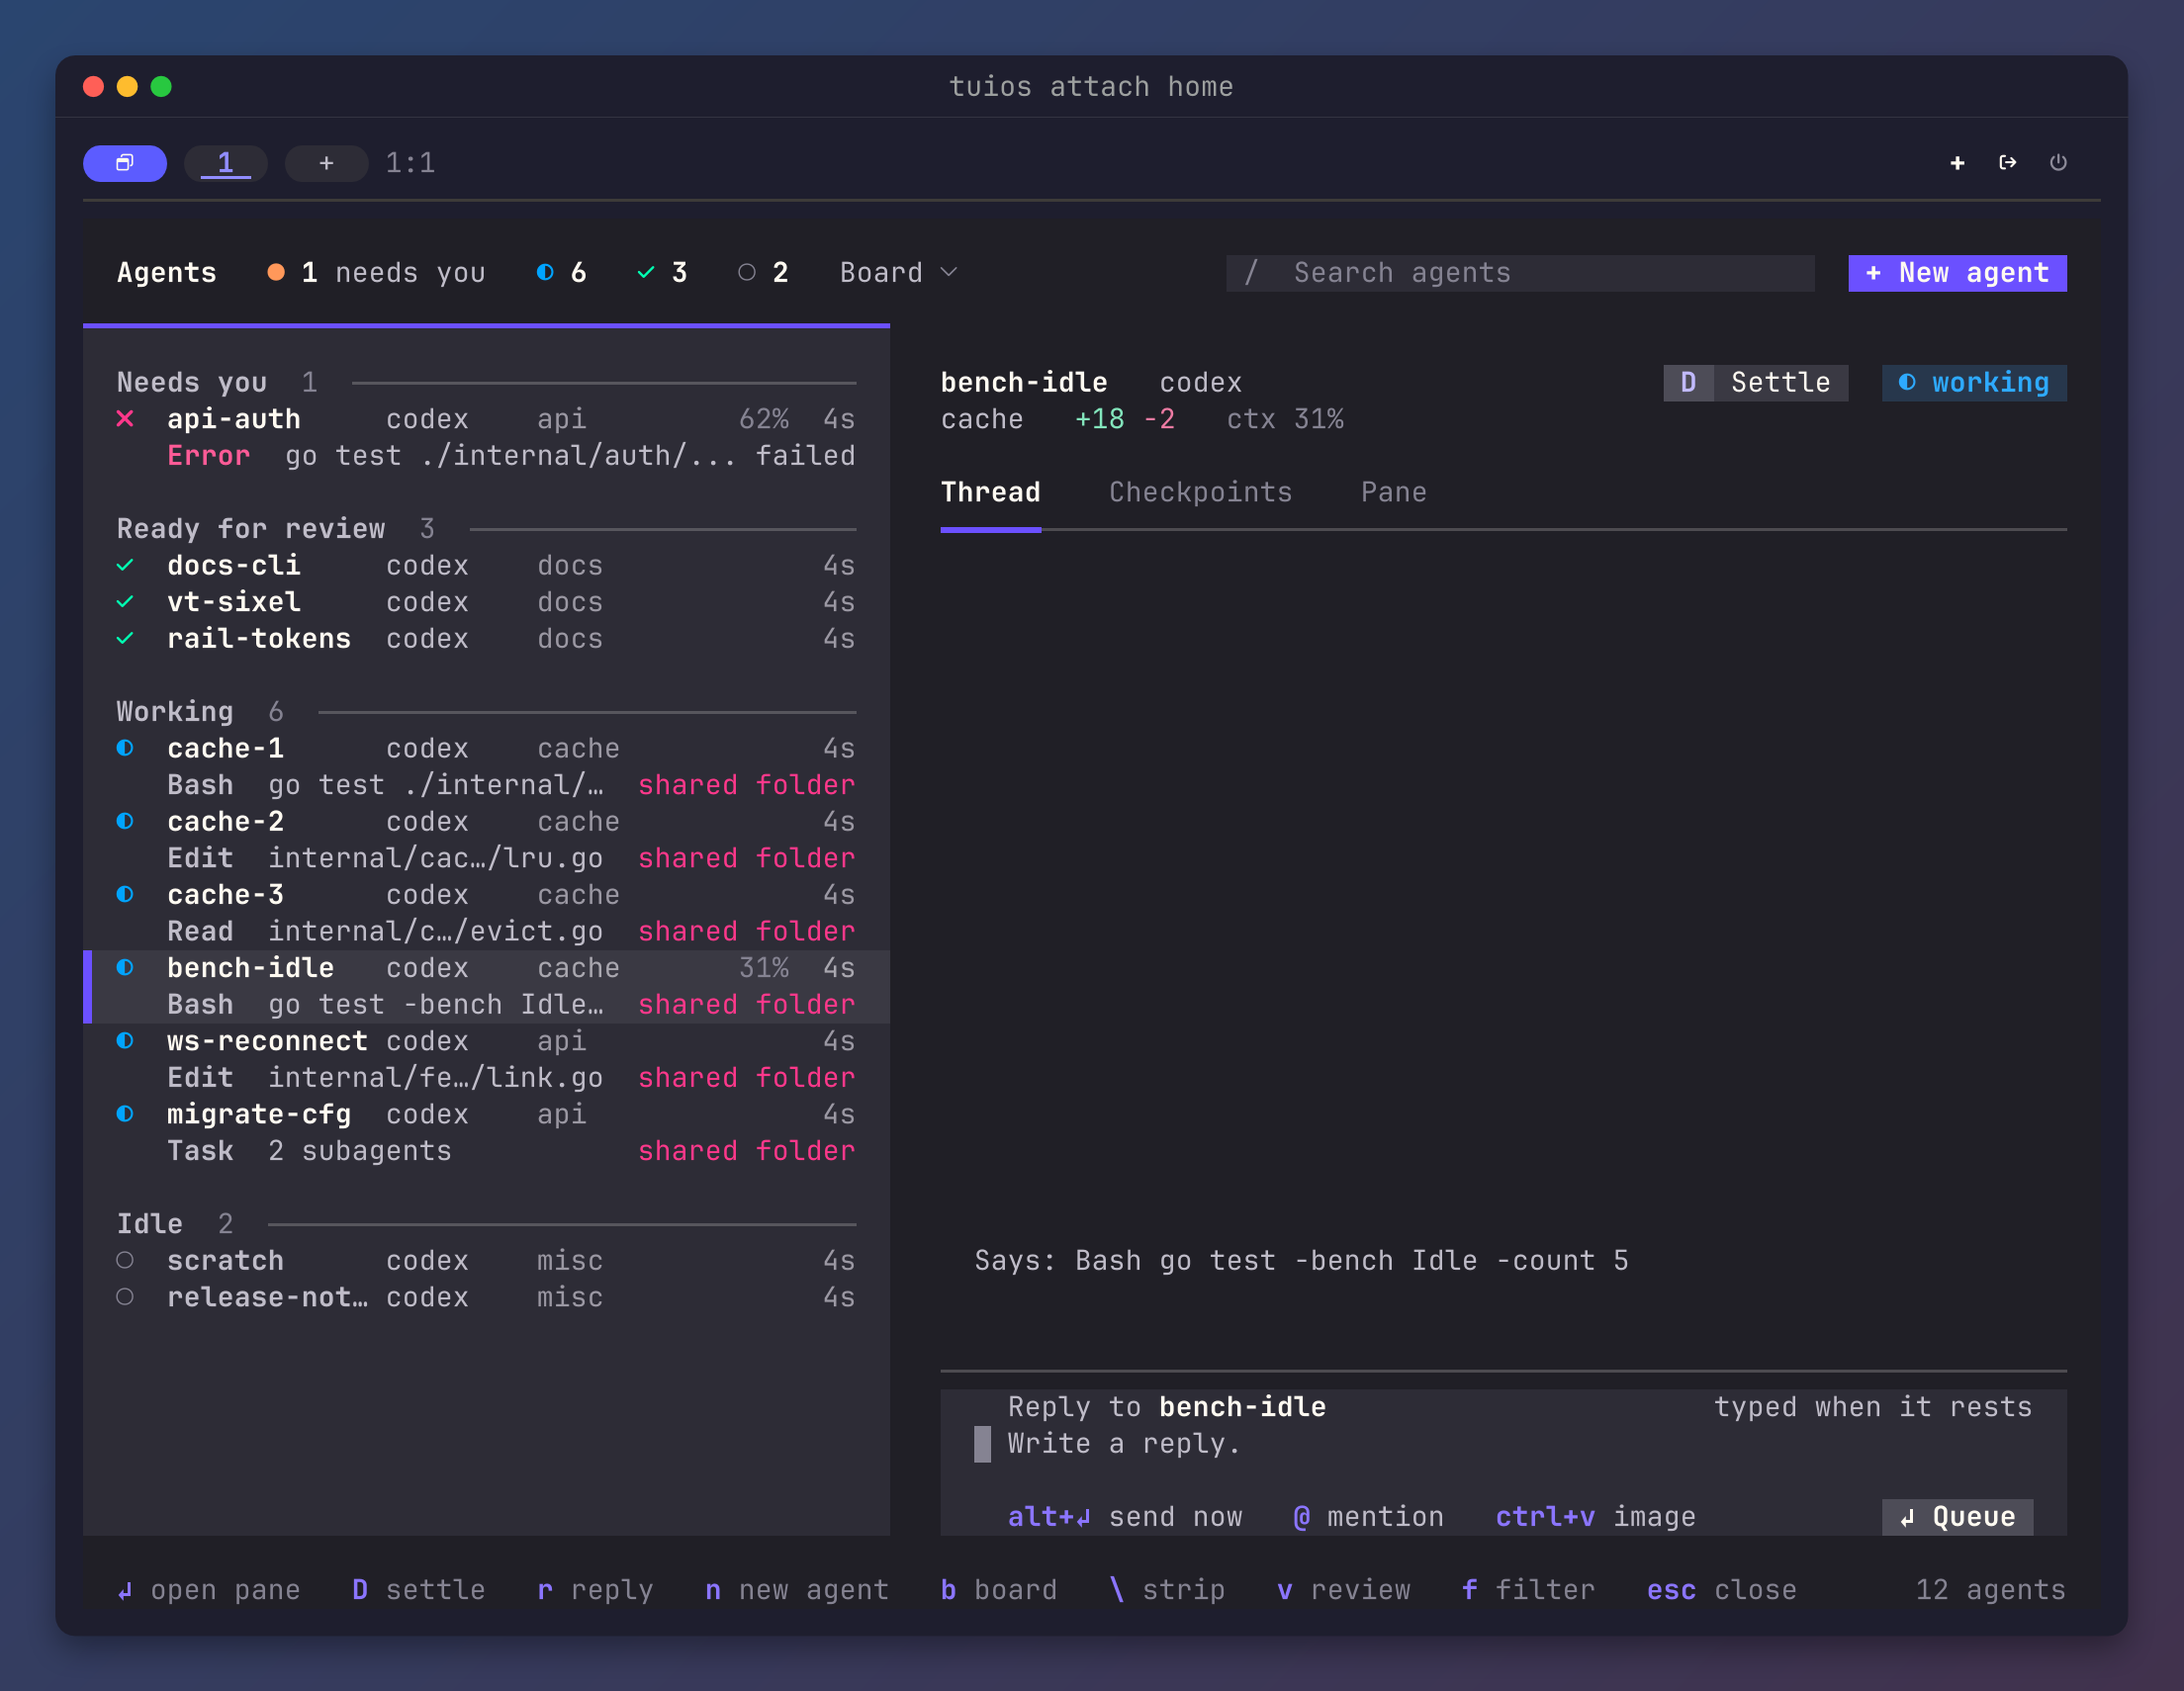 tuios attach home
1 + 1:1
Agents 1 needs you 6 3 2 Board / Search agents + New agent
Needs you 1
api-auth codex api 62% 4s
Error go test ./internal/auth/... failed
Ready for review 3
docs-cli codex docs 4s
vt-sixel codex docs 4s
rail-tokens codex docs 4s
Working 6
cache-1 codex cache 4s
Bash go test ./internal/… shared folder
cache-2 codex cache 4s
Edit internal/cac…/lru.go shared folder
cache-3 codex cache 4s
Read internal/c…/evict.go shared folder
bench-idle codex cache 31% 4s
Bash go test -bench Idle… shared folder
ws-reconnect codex api 4s
Edit internal/fe…/link.go shared folder
migrate-cfg codex api 4s
Task 2 subagents shared folder
Idle 2
scratch codex misc 4s
release-not… codex misc 4s
bench-idle codex D Settle working
cache +18 -2 ctx 31%
Thread Checkpoints Pane
Says: Bash go test -bench Idle -count 5
Reply to bench-idle typed when it rests
Write a reply.
alt+↲ send now @ mention ctrl+v image ↲ Queue
↲ open pane D settle r reply n new agent b board \ strip v review f filter esc close 12 agents